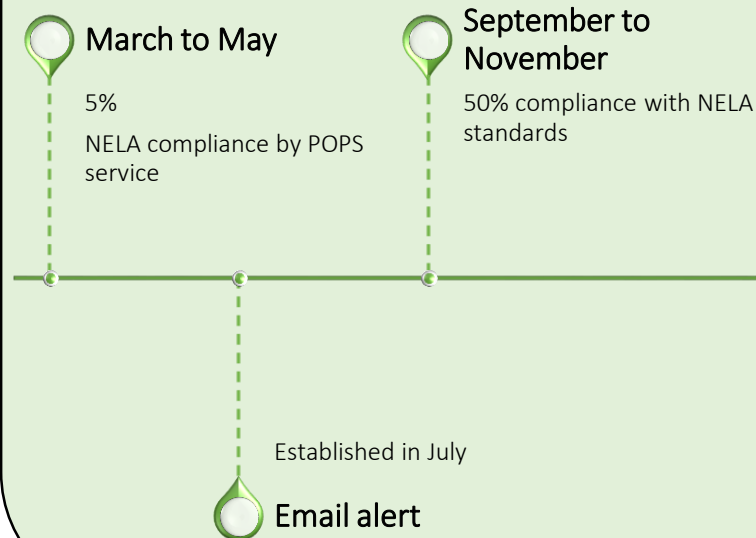 March to May
5%
NELA compliance by POPS
service
September to
November
50% compliance with NELA
standards
Established in July
Email alert